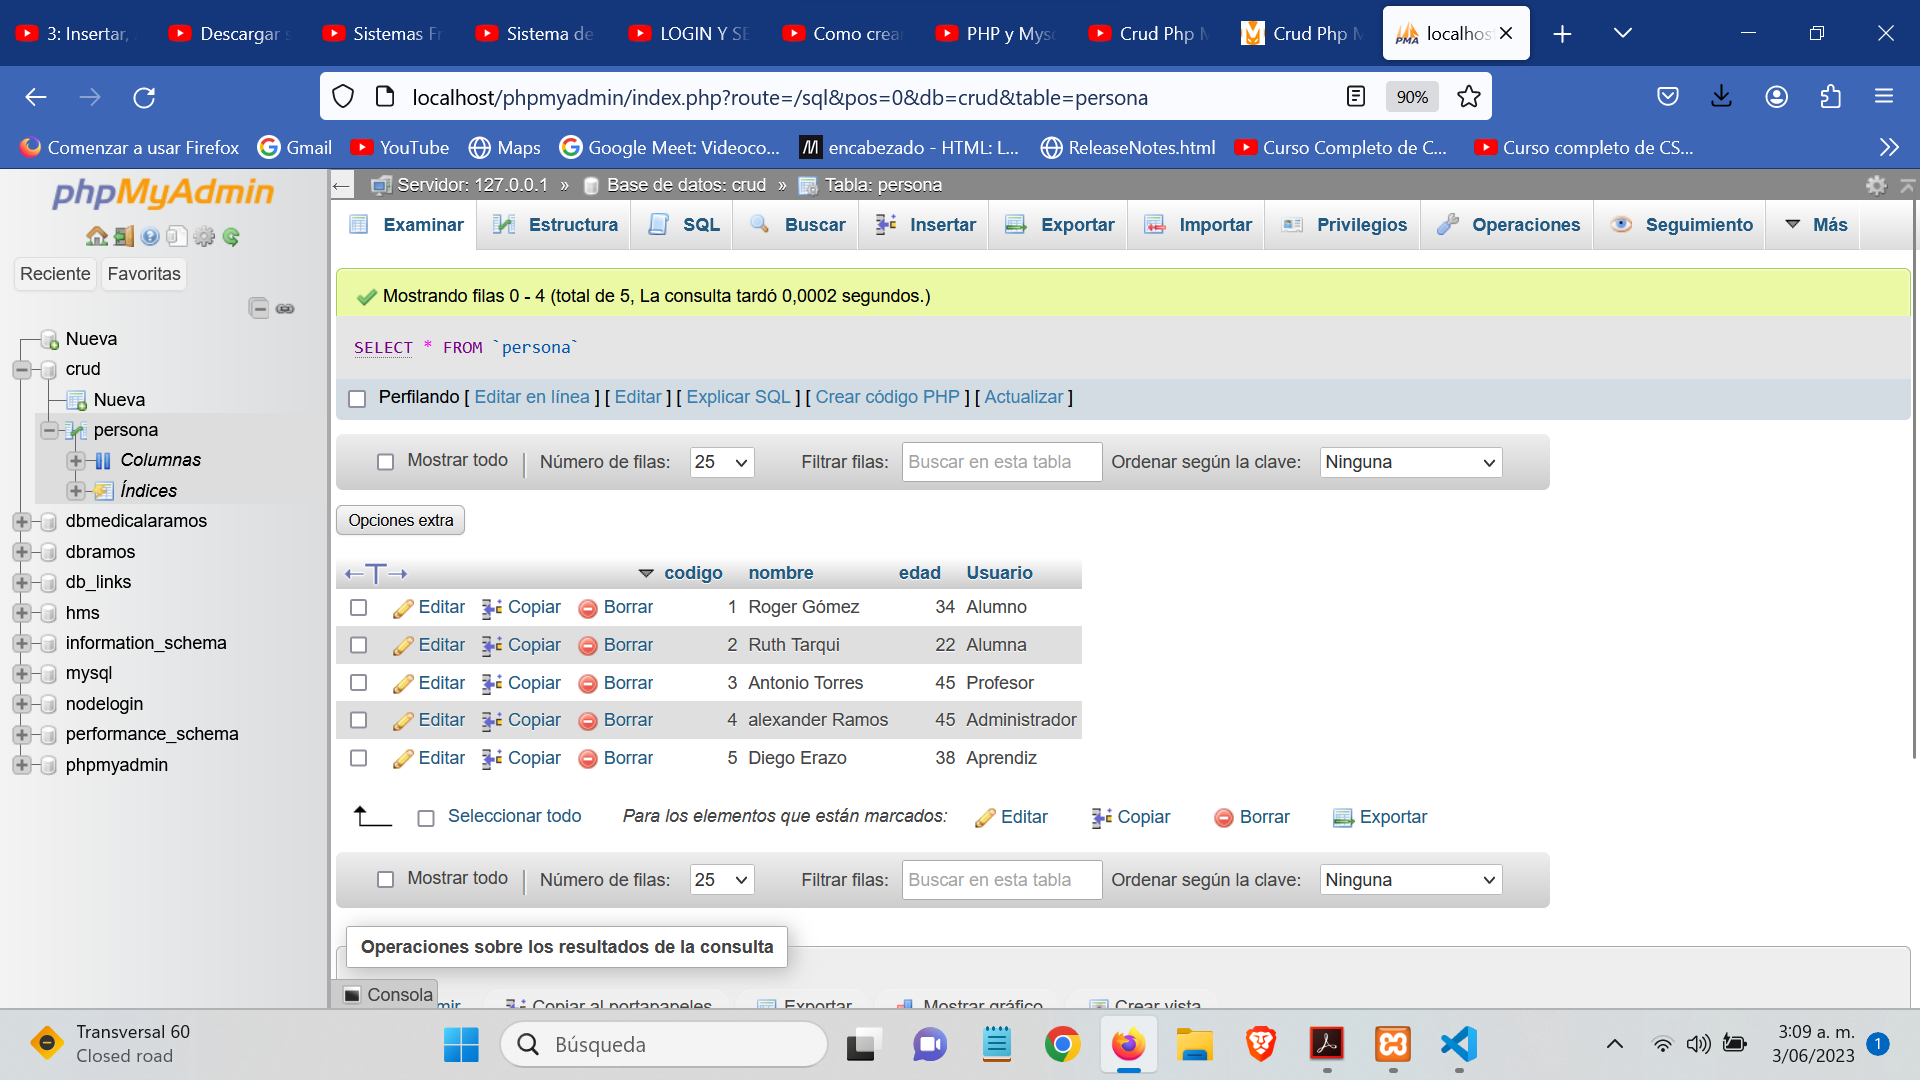 3: Insertar,
Descargar
Sistemas Fr
Sistema de
LOGIN Y SE
Como crea
PHP y Mys
Crud Php M
Crud Php M
PMA localhos
localhost/phpmyadmin/index.php?route=/sql&pos=0&db=crud&table=persona
90%
Comenzar a usar Firefox
Gmail
YouTube
Maps
Google Meet: Videoco...
encabezado - HTML: L...
ReleaseNotes.html
Curso Completo de C...
Curso completo de CS...
phpMyAdmin
Reciente
Favoritas
Nueva
crud
Nueva
persona
Columnas
Índices
dbmedicalaramos
dbramos
db_links
hms
information_schema
mysql
nodelogin
performance_schema
phpmyadmin
Servidor: 127.0.0.1 » Base de datos: crud » Tabla: persona
Examinar
Estructura
SQL
Buscar
Insertar
Exportar
Importar
Privilegios
Operaciones
Seguimiento
Más
Mostrando filas 0 - 4 (total de 5, La consulta tardó 0,0002 segundos.)
SELECT * FROM `persona`
Perfilando [ Editar en línea ] [ Editar ] [ Explicar SQL ] [ Crear código PHP ] [ Actualizar ]
Mostrar todo | Número de filas: 25 Filtrar filas: Buscar en esta tabla Ordenar según la clave: Ninguna
Opciones extra
←T→ codigo nombre edad Usuario
Editar Copiar Borrar 1 Roger Gómez 34 Alumno
Editar Copiar Borrar 2 Ruth Tarqui 22 Alumna
Editar Copiar Borrar 3 Antonio Torres 45 Profesor
Editar Copiar Borrar 4 alexander Ramos 45 Administrador
Editar Copiar Borrar 5 Diego Erazo 38 Aprendiz
Seleccionar todo Para los elementos que están marcados: Editar Copiar Borrar Exportar
Mostrar todo | Número de filas: 25 Filtrar filas: Buscar en esta tabla Ordenar según la clave: Ninguna
Operaciones sobre los resultados de la consulta
Consola
mir Copiar al portapapeles Exportar Mostrar gráfico Crear vista
Transversal 60
Closed road
Búsqueda
3:09 a. m.
3/06/2023
1